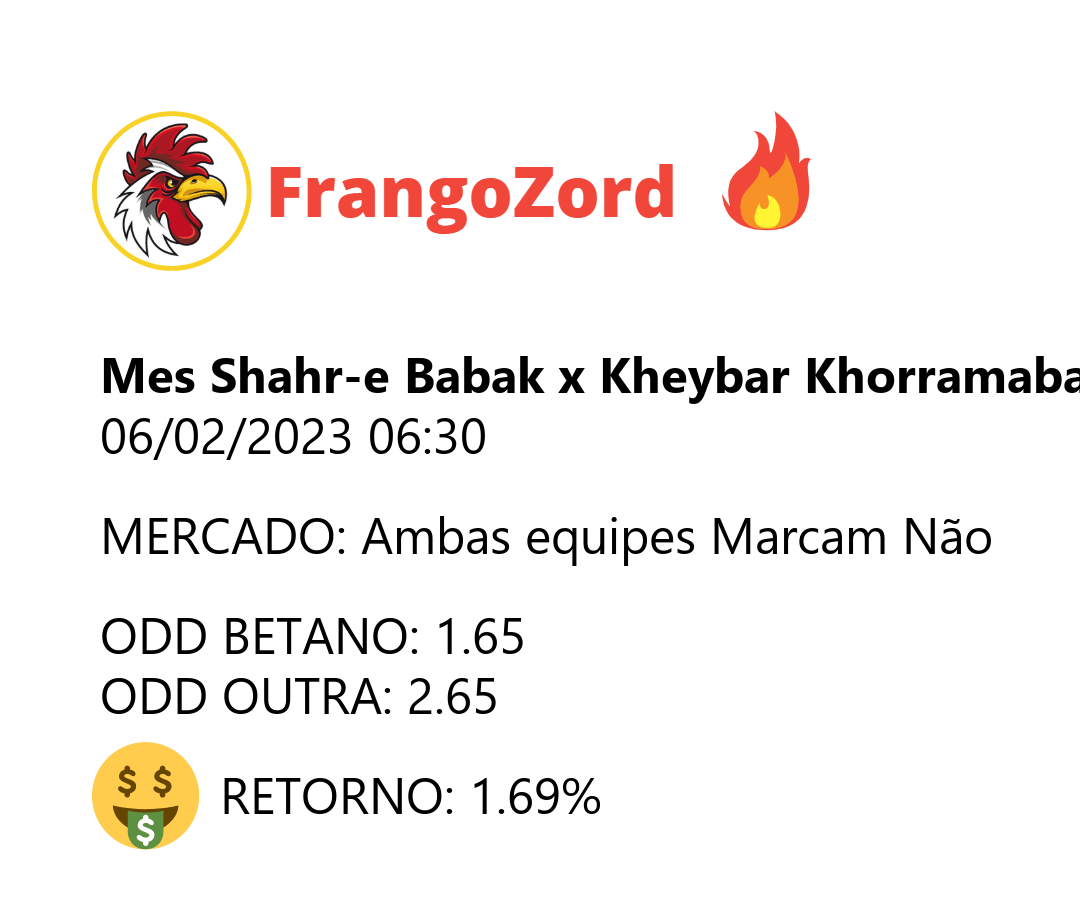 FrangoZord
Mes Shahr-e Babak x Kheybar Khorramaba
06/02/2023 06:30
MERCADO: Ambas equipes Marcam Não
ODD BETANO: 1.65
ODD OUTRA: 2.65
RETORNO: 1.69%